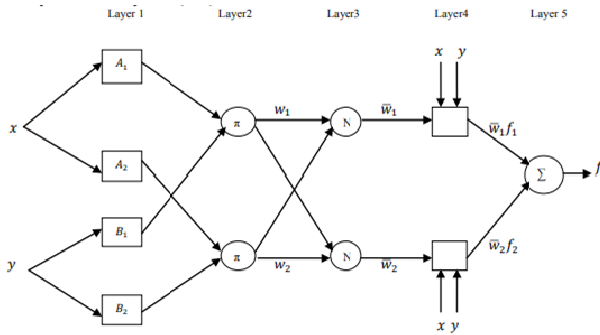 Layer 1 Layer2 Layer3 Layer4 Layer 5
x y
A₁
w₁ w̅₁
π N
x
w̅₁f₁
A₂
Σ f
B₁
w̅₂f₂
y
π N
w₂ w̅₂
B₂
x y